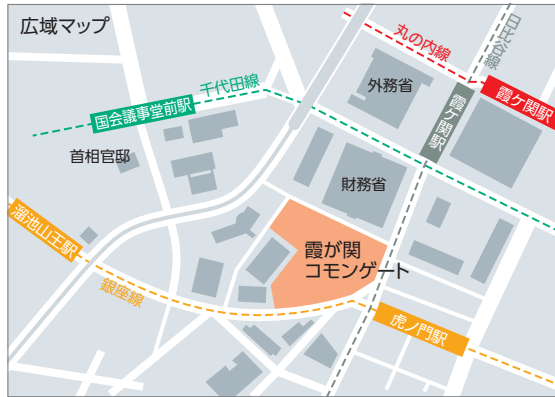 広域マップ
丸の内線
日比谷線
千代田線
外務省
霞ケ関駅
国会議事堂前駅
霞ケ関駅
首相官邸
財務省
溜池山王駅
霞が関
コモンゲート
銀座線
虎ノ門駅